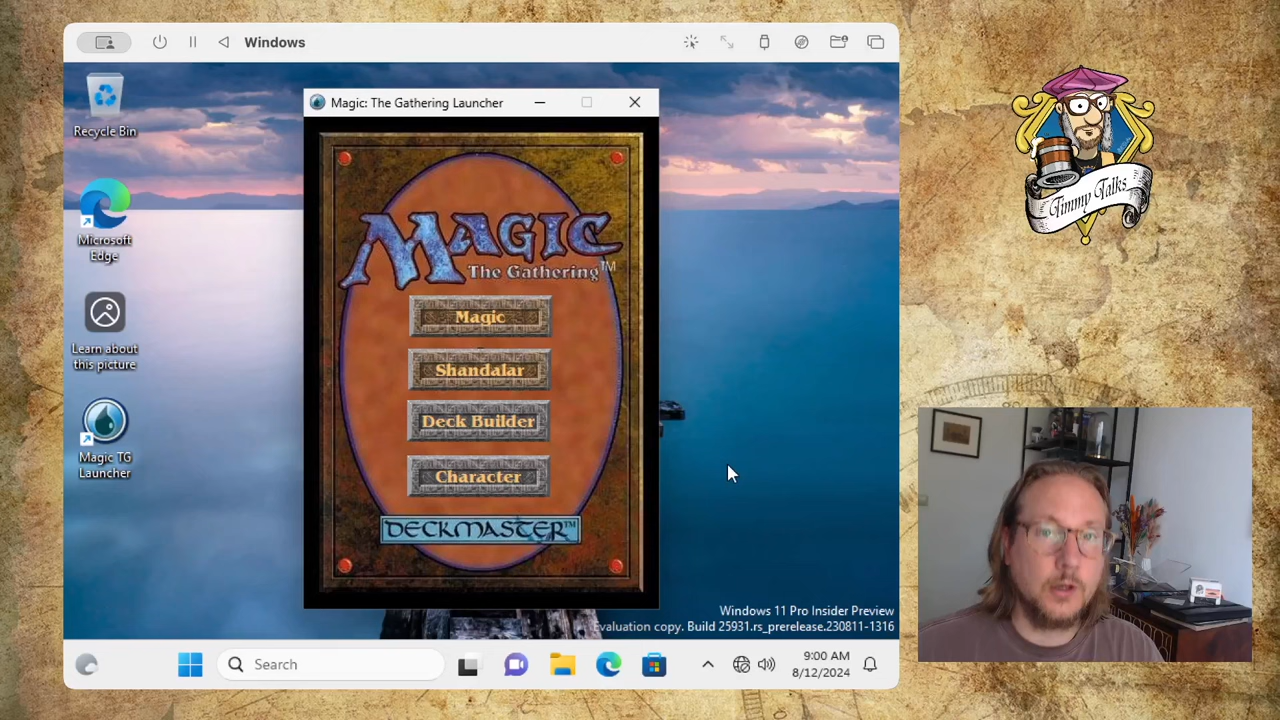 Windows
Recycle Bin
Microsoft
Edge
Learn about
this picture
Magic TG
Launcher
Magic: The Gathering Launcher
MAGIC
The Gathering™
Magic
Shandalar
Deck Builder
Character
DECKMASTER™
Windows 11 Pro Insider Preview
Evaluation copy. Build 25931.rs_prerelease.230811-1316
Search
9:00 AM
8/12/2024
Timmy Talks